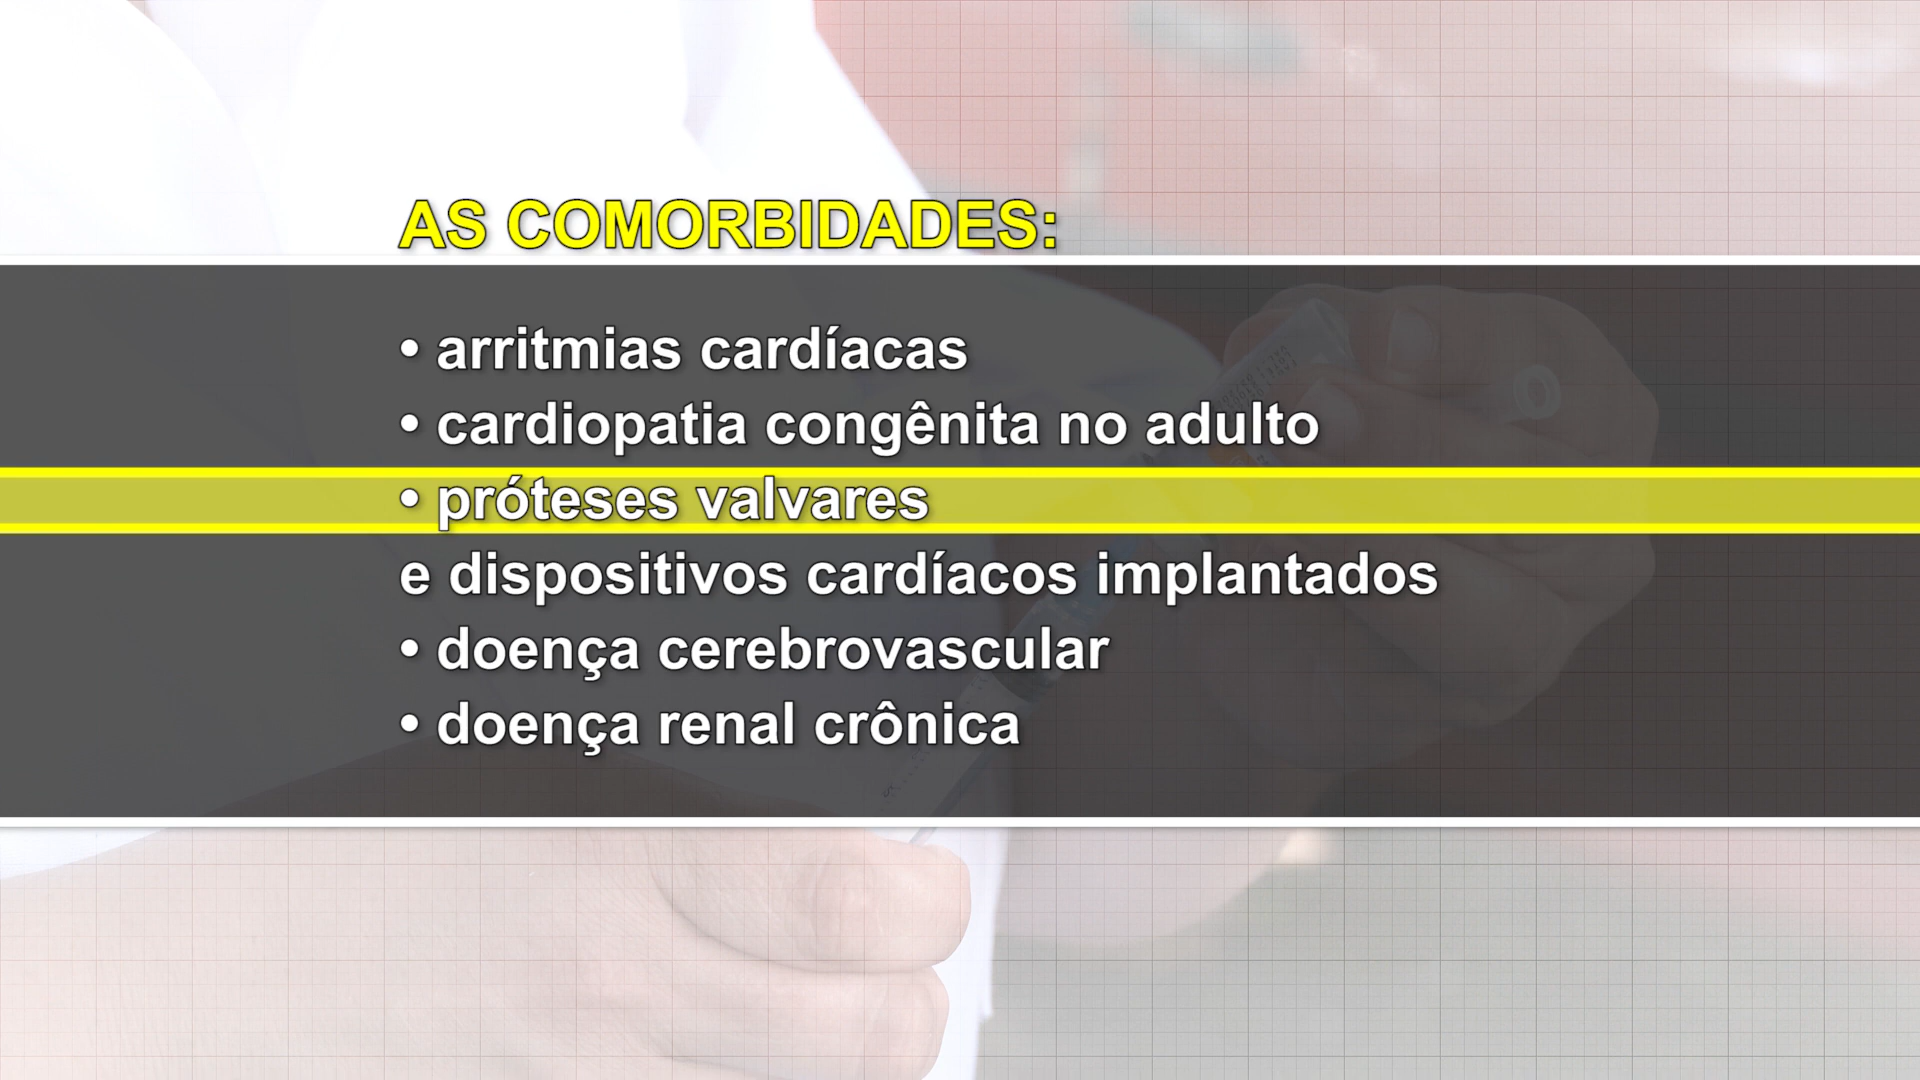 AS COMORBIDADES:
• arritmias cardíacas
• cardiopatia congênita no adulto
• próteses valvares
e dispositivos cardíacos implantados
• doença cerebrovascular
• doença renal crônica